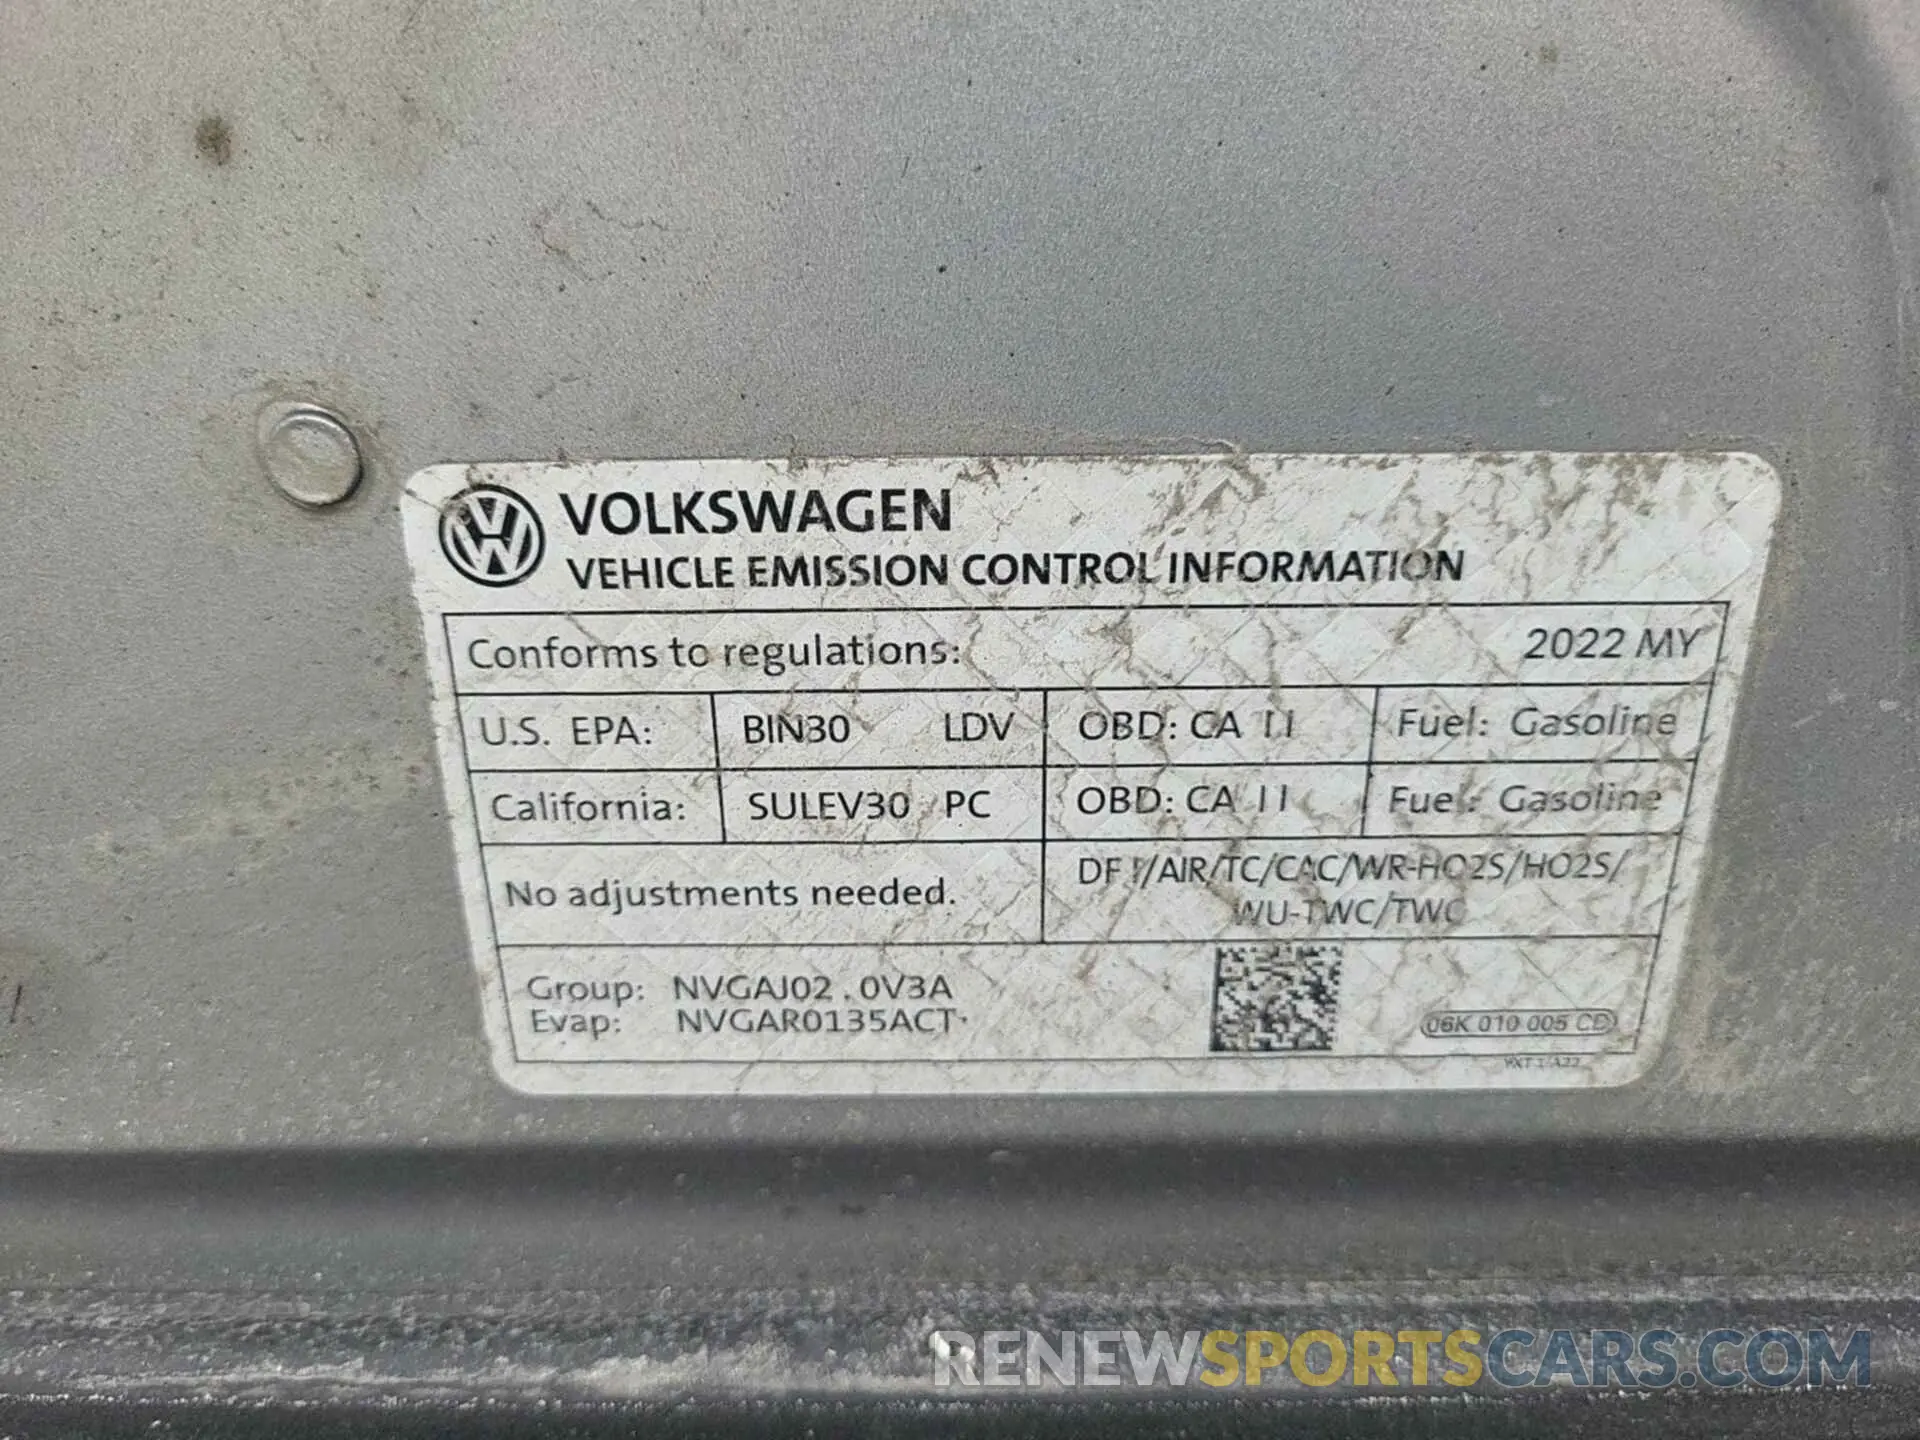 VOLKSWAGEN
VEHICLE EMISSION CONTROL INFORMATION
Conforms to regulations: 2022 MY
U.S. EPA: BIN30 LDV OBD: CA II Fuel: Gasoline
California: SULEV30 PC OBD: CA II Fuel: Gasoline
No adjustments needed.
DFI/AIR/TC/CAC/WR-HO2S/HO2S/
WU-TWC/TWC
Group: NVGAJ02.0V3A
Evap: NVGAR0135ACT
06K 010 005
RENEWSPORTSCARS.COM